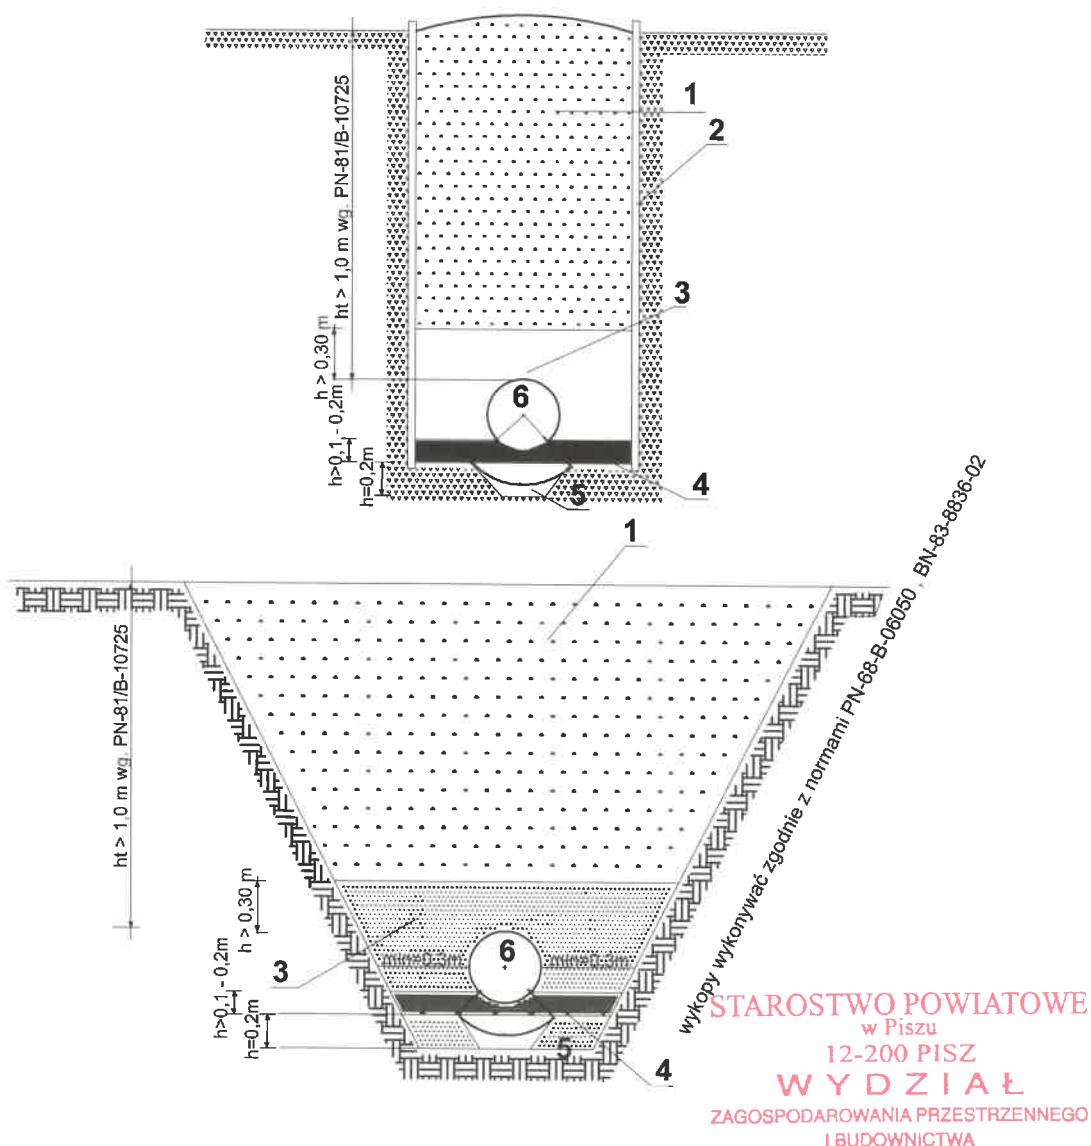 ht > 1,0 m wg. PN-81/B-10725
h > 0,30 m
h>0,1 - 0,2m
h=0,2m
1
2
3
6
4
5
1
ht > 1,0 m wg. PN-81/B-10725
h > 0,30 m
h>0,1 - 0,2m
h=0,2m
3
min=0.3m
6
min=0.3m
5
4
wykopy wykonywać zgodnie z normami PN-68-B-06050 , BN-83-8836-02
STAROSTWO POWIATOWE
w Piszu
12-200 PISZ
WYDZIAŁ
ZAGOSPODAROWANIA PRZESTRZENNEGO
I BUDOWNICTWA